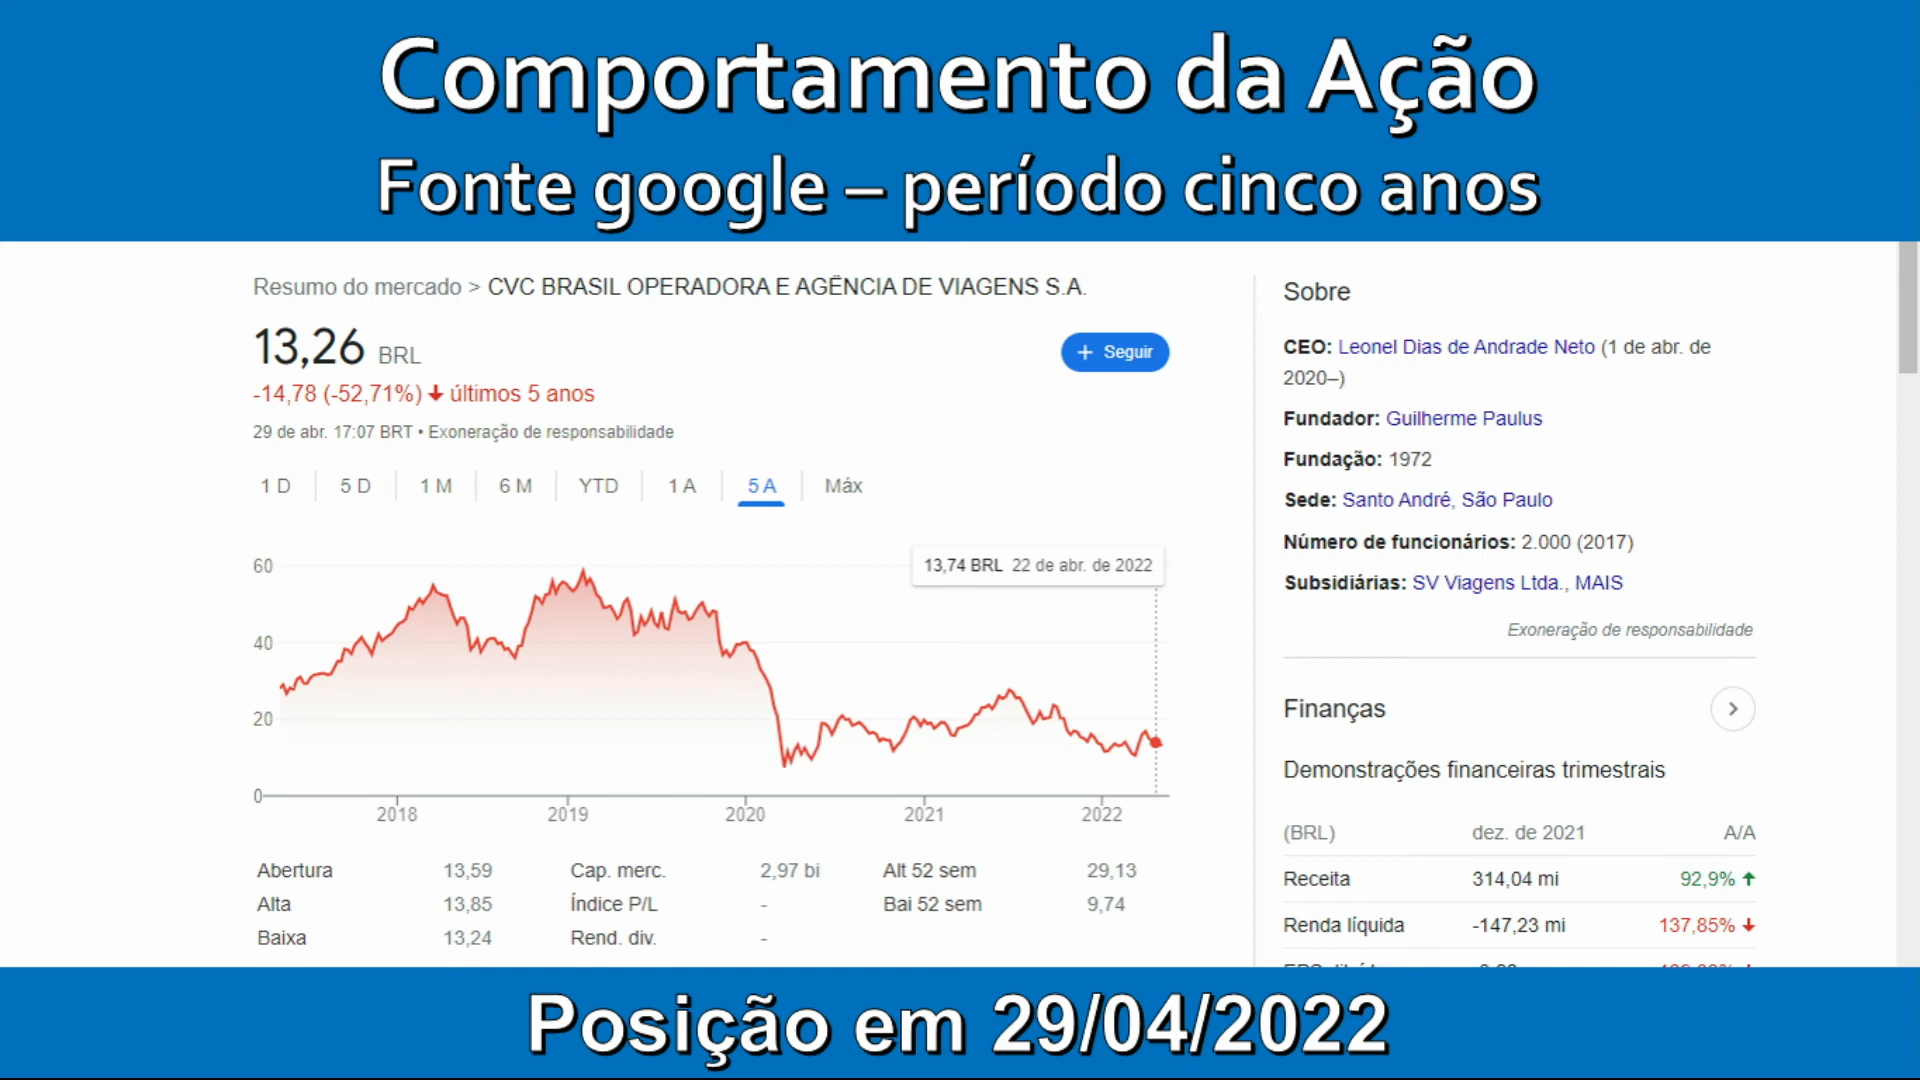 Comportamento da Ação
Fonte google – período cinco anos
Resumo do mercado > CVC BRASIL OPERADORA E AGÊNCIA DE VIAGENS S.A.
13,26 BRL
+ Seguir
-14,78 (-52,71%) ↓ últimos 5 anos
29 de abr. 17:07 BRT • Exoneração de responsabilidade
1 D 5 D 1 M 6 M YTD 1 A 5 A Máx
13,74 BRL 22 de abr. de 2022
60
40
20
0
2018 2019 2020 2021 2022
Abertura 13,59 Cap. merc. 2,97 bi Alt 52 sem 29,13
Alta 13,85 Índice P/L - Bai 52 sem 9,74
Baixa 13,24 Rend. div. -
Sobre
CEO: Leonel Dias de Andrade Neto (1 de abr. de
2020–)
Fundador: Guilherme Paulus
Fundação: 1972
Sede: Santo André, São Paulo
Número de funcionários: 2.000 (2017)
Subsidiárias: SV Viagens Ltda., MAIS
Exoneração de responsabilidade
Finanças
Demonstrações financeiras trimestrais
(BRL) dez. de 2021 A/A
Receita 314,04 mi 92,9% ↑
Renda líquida -147,23 mi 137,85% ↓
Posição em 29/04/2022